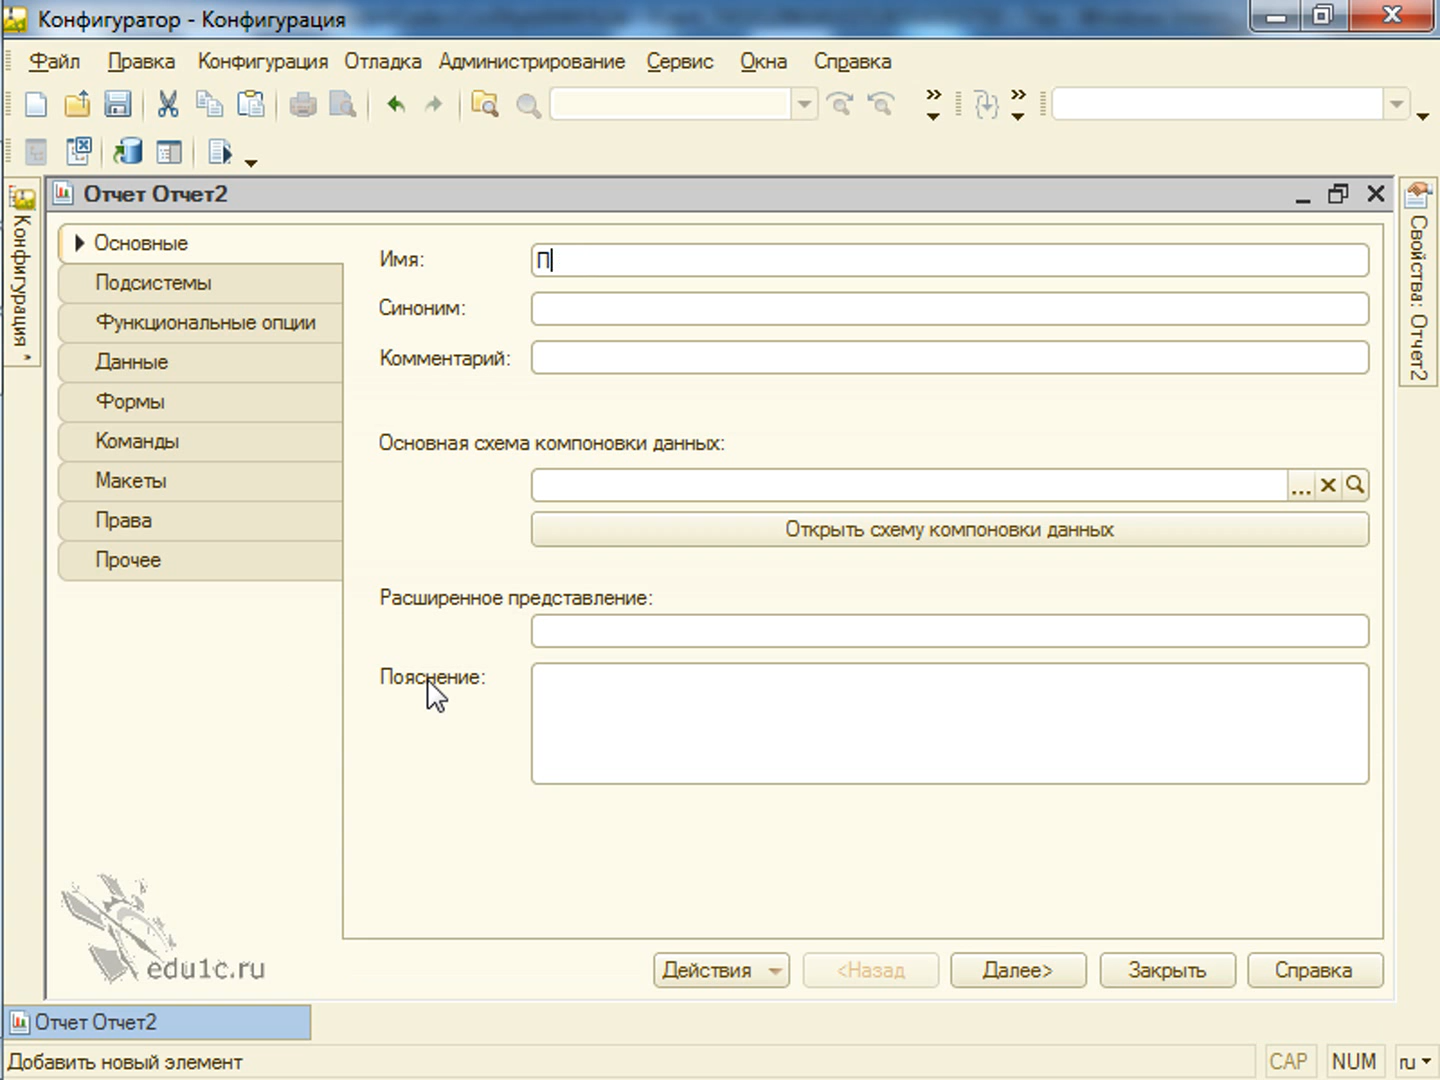 Конфигуратор - Конфигурация
Файл Правка Конфигурация Отладка Администрирование Сервис Окна Справка
Конфигурация *
Отчет Отчет2
Свойства: Отчет2
Основные
Подсистемы
Функциональные опции
Данные
Формы
Команды
Макеты
Права
Прочее
Имя: П
Синоним:
Комментарий:
Основная схема компоновки данных:
...
Открыть схему компоновки данных
Расширенное представление:
Пояснение:
edu1c.ru
Действия <Назад Далее> Закрыть Справка
Отчет Отчет2
Добавить новый элемент CAP NUM ru